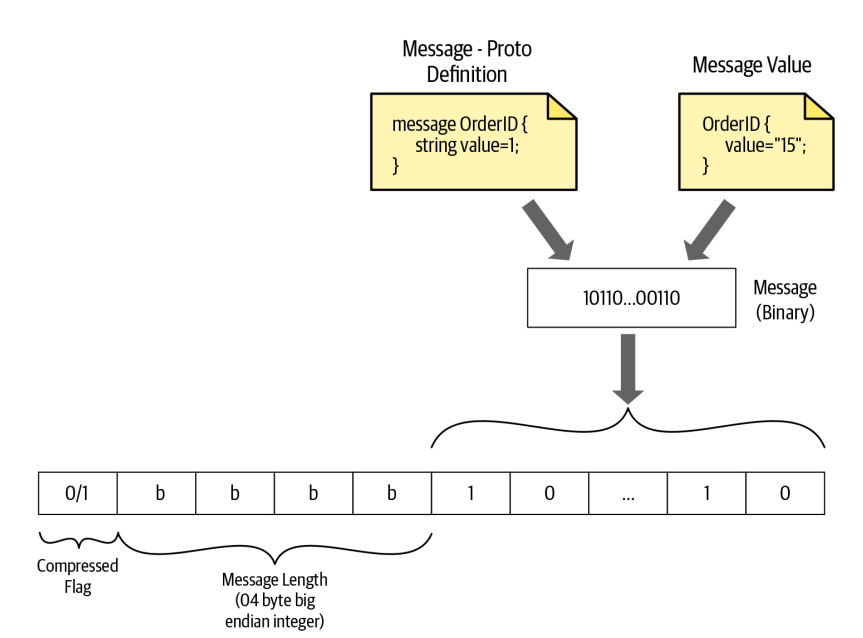 Message - Proto
Definition
Message Value
message OrderID {
string value=1;
}
OrderID {
value="15";
}
10110...00110
Message
(Binary)
0/1 b b b b 1 0 ... 1 0
Compressed
Flag
Message Length
(04 byte big
endian integer)